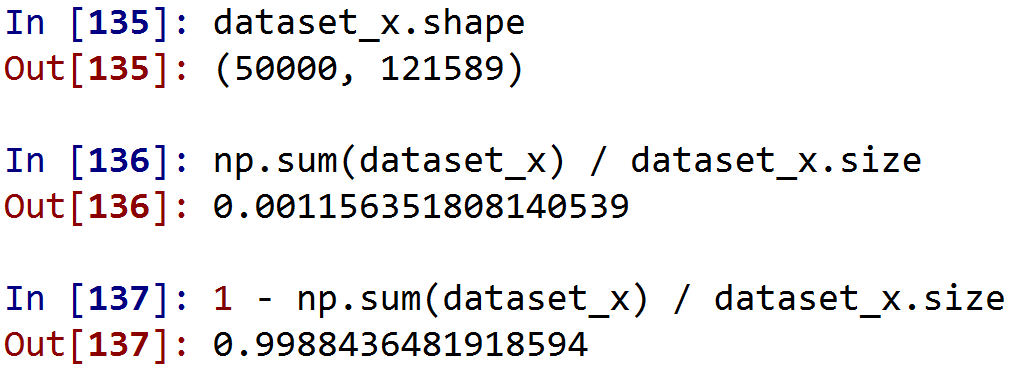 In [135]: dataset_x.shape
Out[135]: (50000, 121589)
In [136]: np.sum(dataset_x) / dataset_x.size
Out[136]: 0.001156351808140539
In [137]: 1 - np.sum(dataset_x) / dataset_x.size
Out[137]: 0.9988436481918594